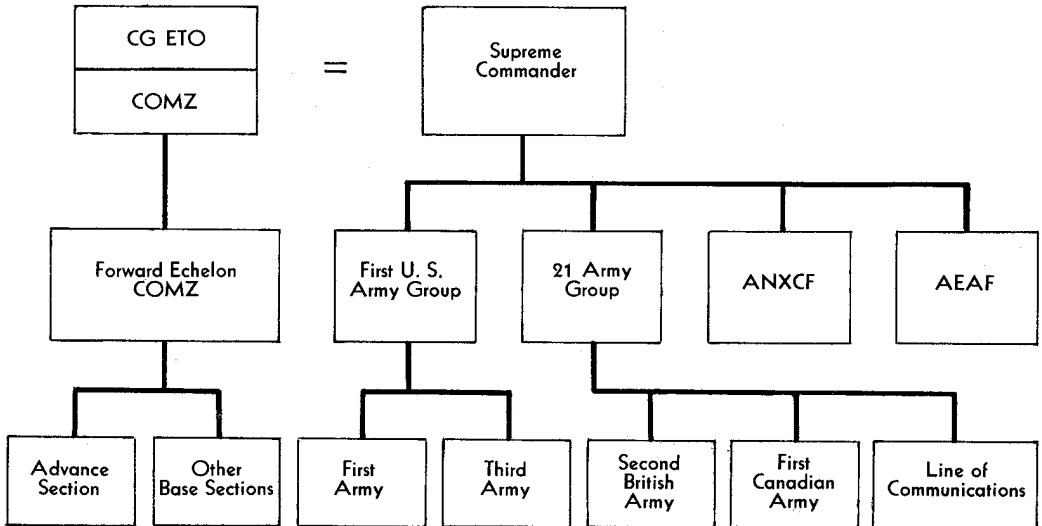 CG ETO
COMZ
=
Supreme
Commander
Forward Echelon
COMZ
First U. S.
Army Group
21 Army
Group
ANXCF
AEAF
Advance
Section
Other
Base Sections
First
Army
Third
Army
Second
British
Army
First
Canadian
Army
Line of
Communications